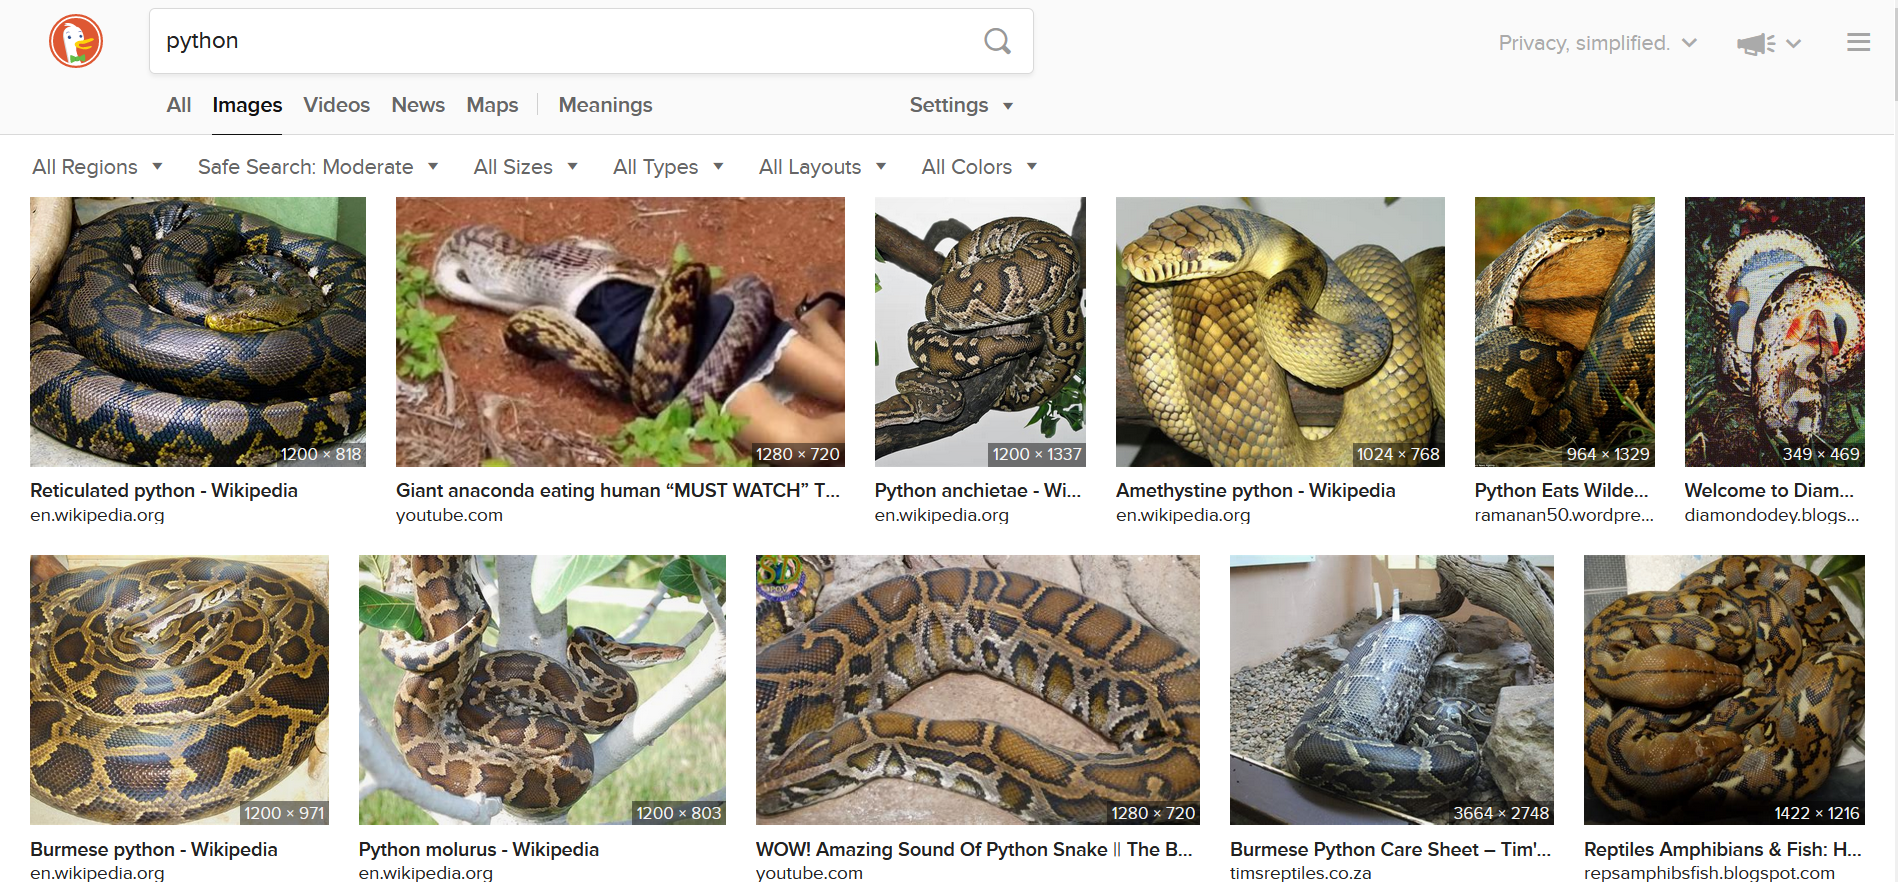 python
Privacy, simplified.
All Images Videos News Maps Meanings Settings
All Regions Safe Search: Moderate All Sizes All Types All Layouts All Colors
1200 × 818
1280 × 720
1200 × 1337
1024 × 768
964 × 1329
349 × 469
Reticulated python - Wikipedia
en.wikipedia.org
Giant anaconda eating human “MUST WATCH” T...
youtube.com
Python anchietae - Wi...
en.wikipedia.org
Amethystine python - Wikipedia
en.wikipedia.org
Python Eats Wilde...
ramanan50.wordpre...
Welcome to Diam...
diamondodey.blogs...
SD
1200 × 971
1200 × 803
1280 × 720
3664 × 2748
1422 × 1216
Burmese python - Wikipedia
en.wikipedia.org
Python molurus - Wikipedia
en.wikipedia.org
WOW! Amazing Sound Of Python Snake || The B...
youtube.com
Burmese Python Care Sheet – Tim'...
timsreptiles.co.za
Reptiles Amphibians & Fish: H...
repsamphibsfish.blogspot.com